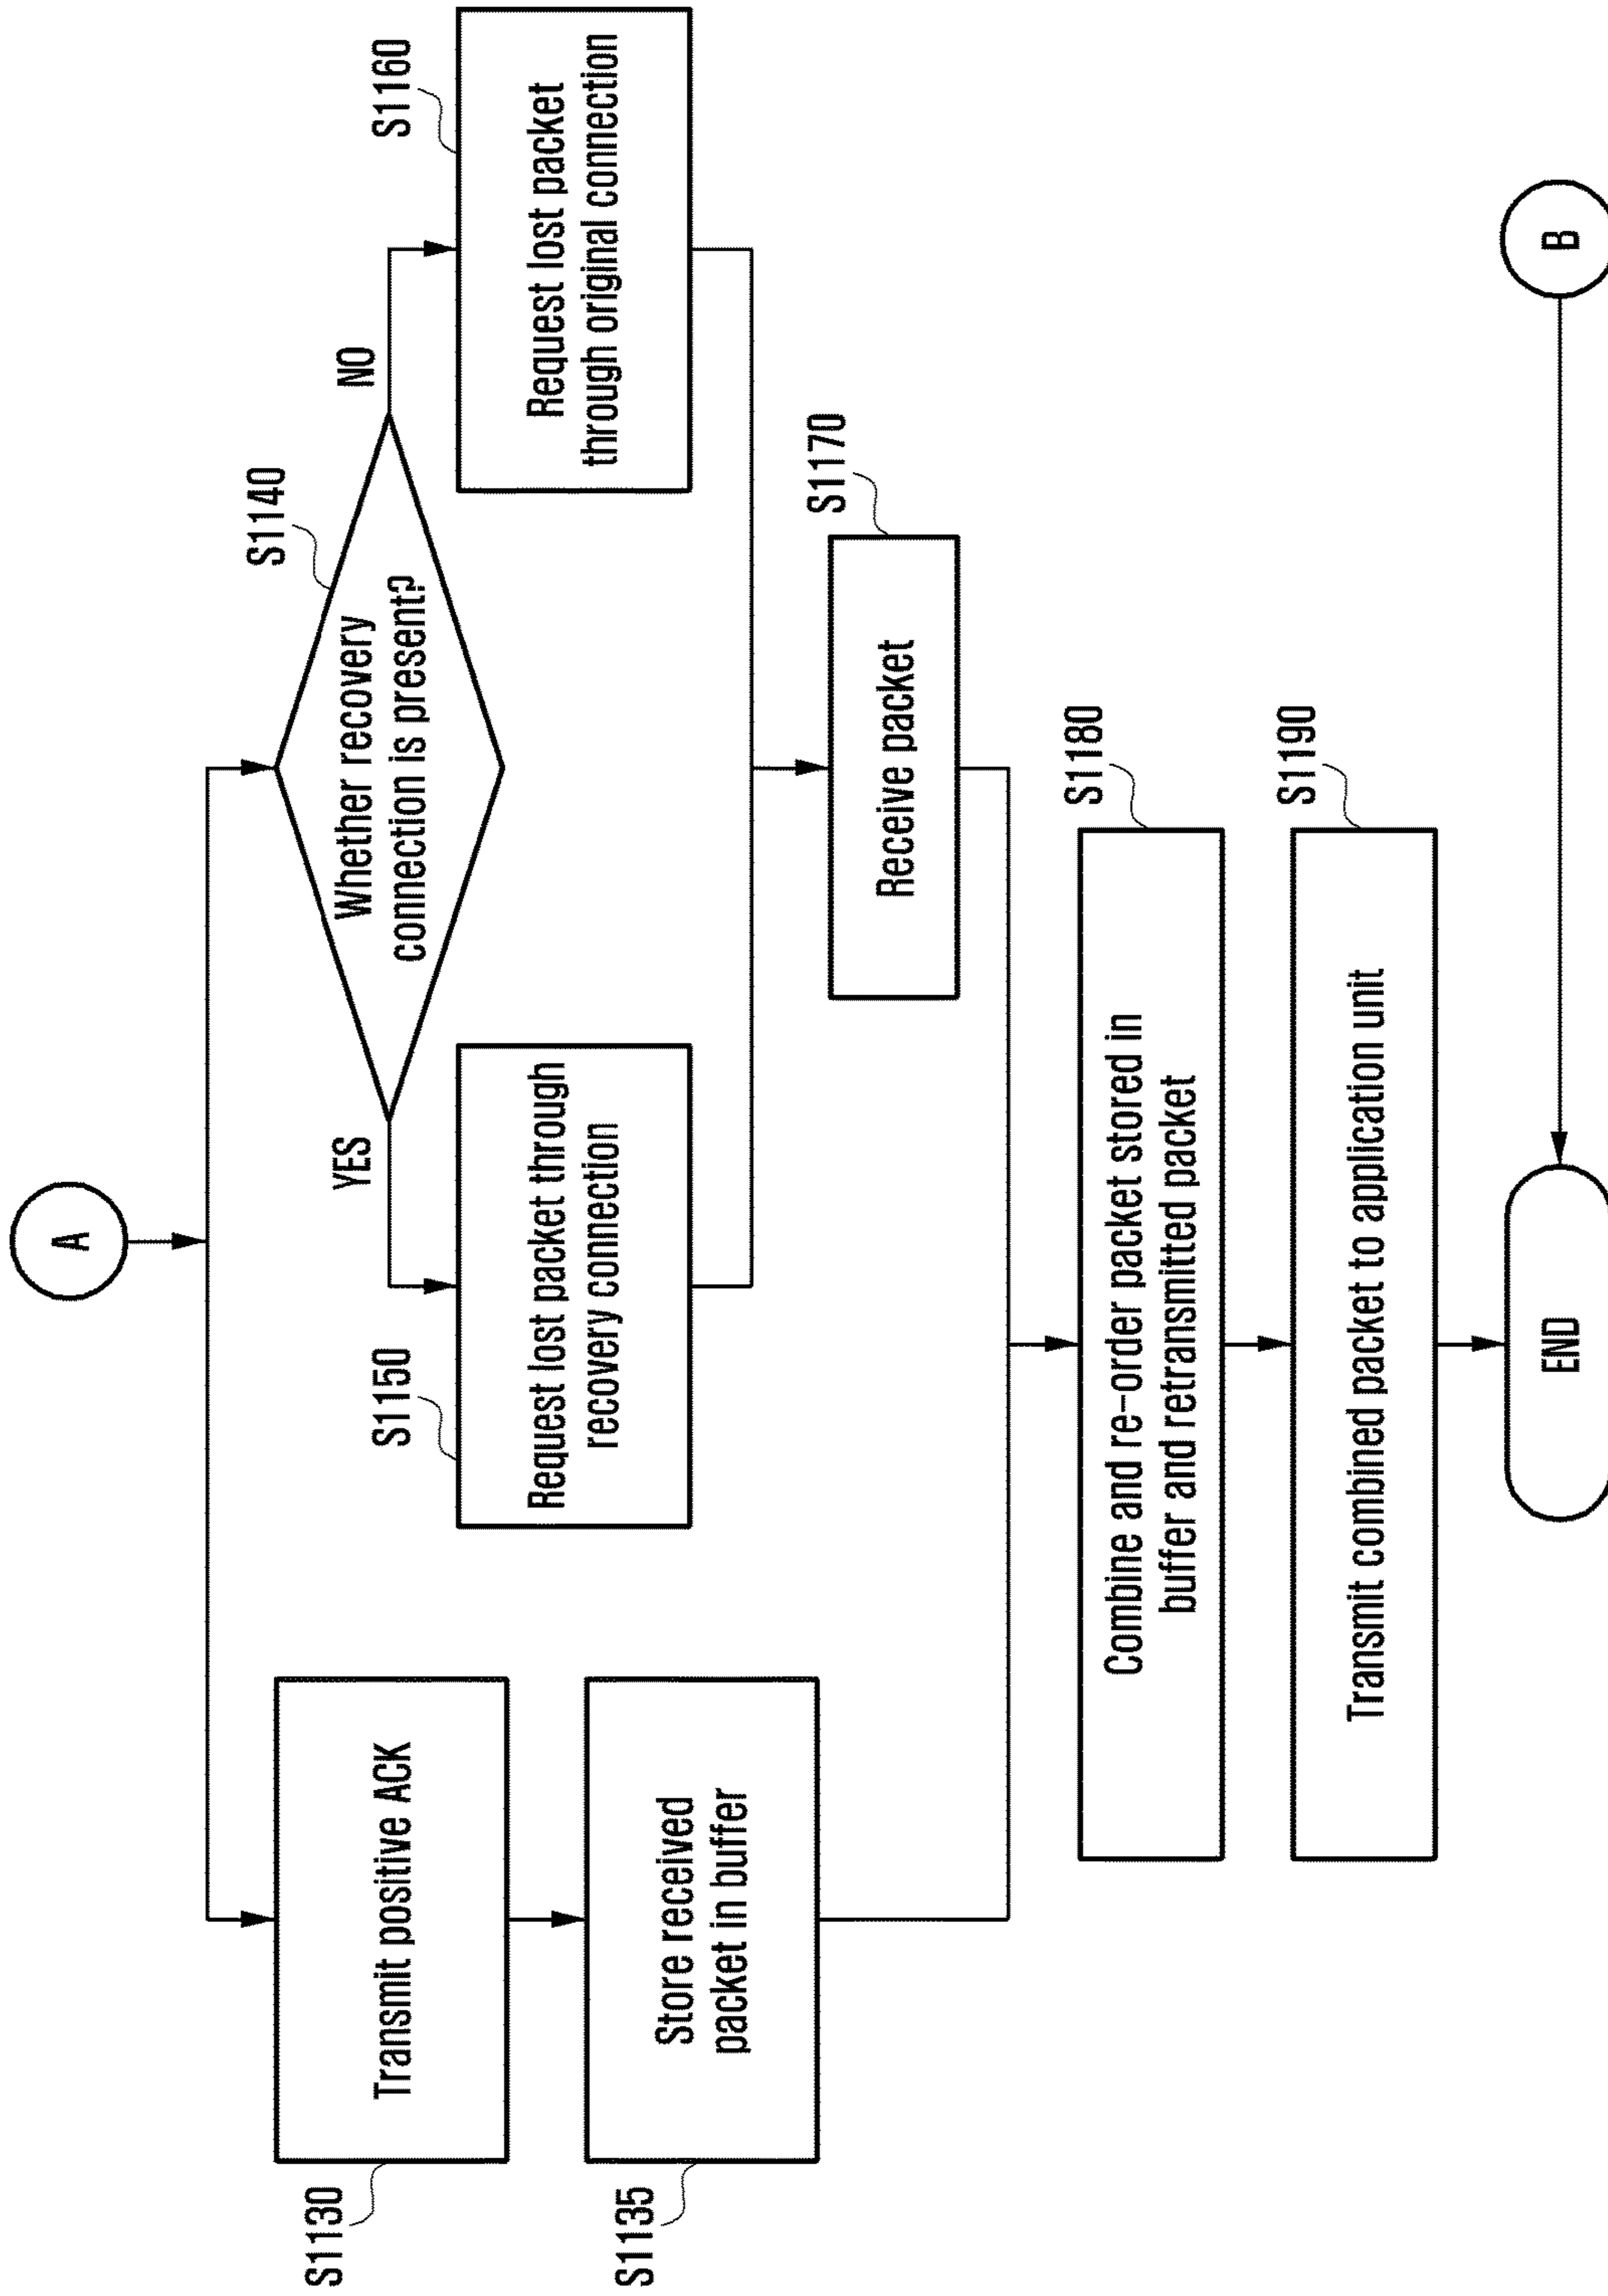 A
S1130
Transmit positive ACK
S1135
Store received
packet in buffer
S1140
Whether recovery
connection is present?
YES
NO
S1150
Request lost packet through
recovery connection
S1160
Request lost packet
through original connection
S1170
Receive packet
S1180
Combine and re-order packet stored in
buffer and retransmitted packet
S1190
Transmit combined packet to application unit
END
B